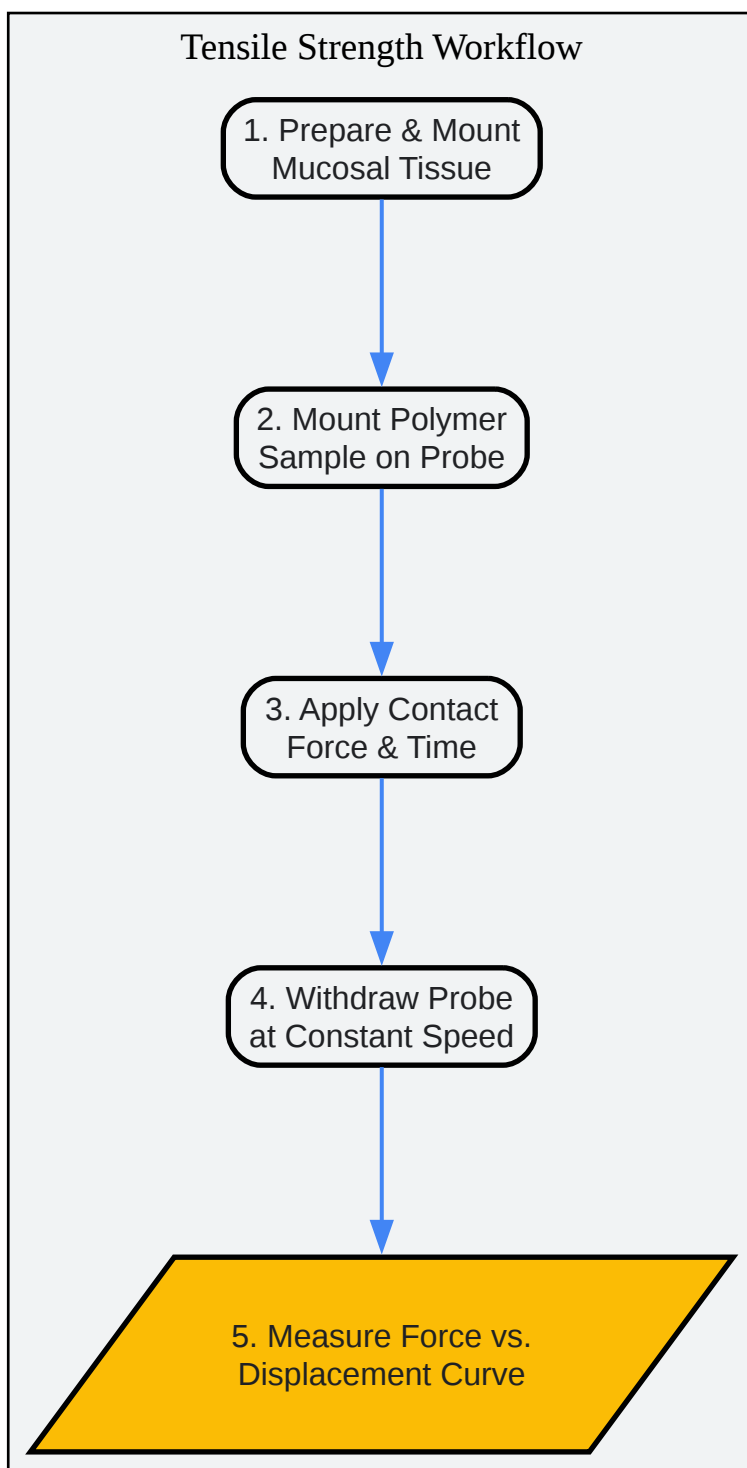 Tensile Strength Workflow
1. Prepare & Mount
Mucosal Tissue
2. Mount Polymer
Sample on Probe
3. Apply Contact
Force & Time
4. Withdraw Probe
at Constant Speed
5. Measure Force vs.
Displacement Curve